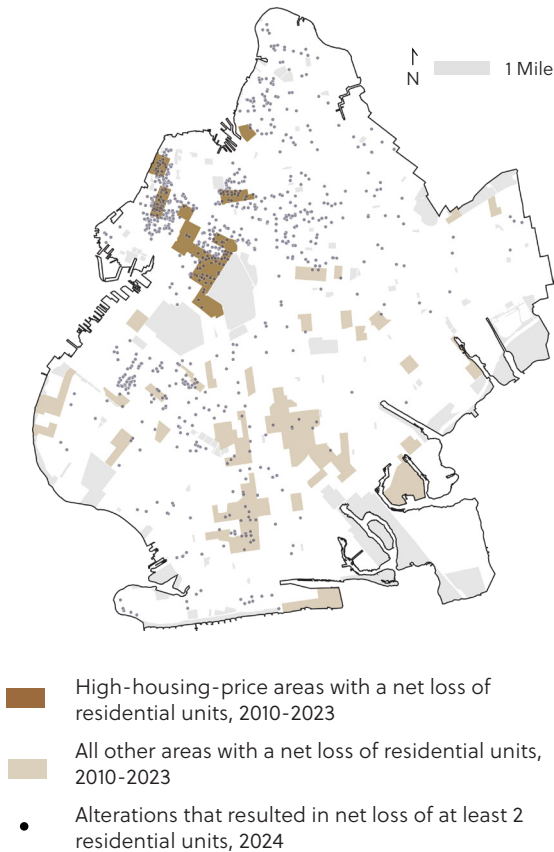 N
1 Mile
High-housing-price areas with a net loss of
residential units, 2010-2023
All other areas with a net loss of residential units,
2010-2023
Alterations that resulted in net loss of at least 2
residential units, 2024